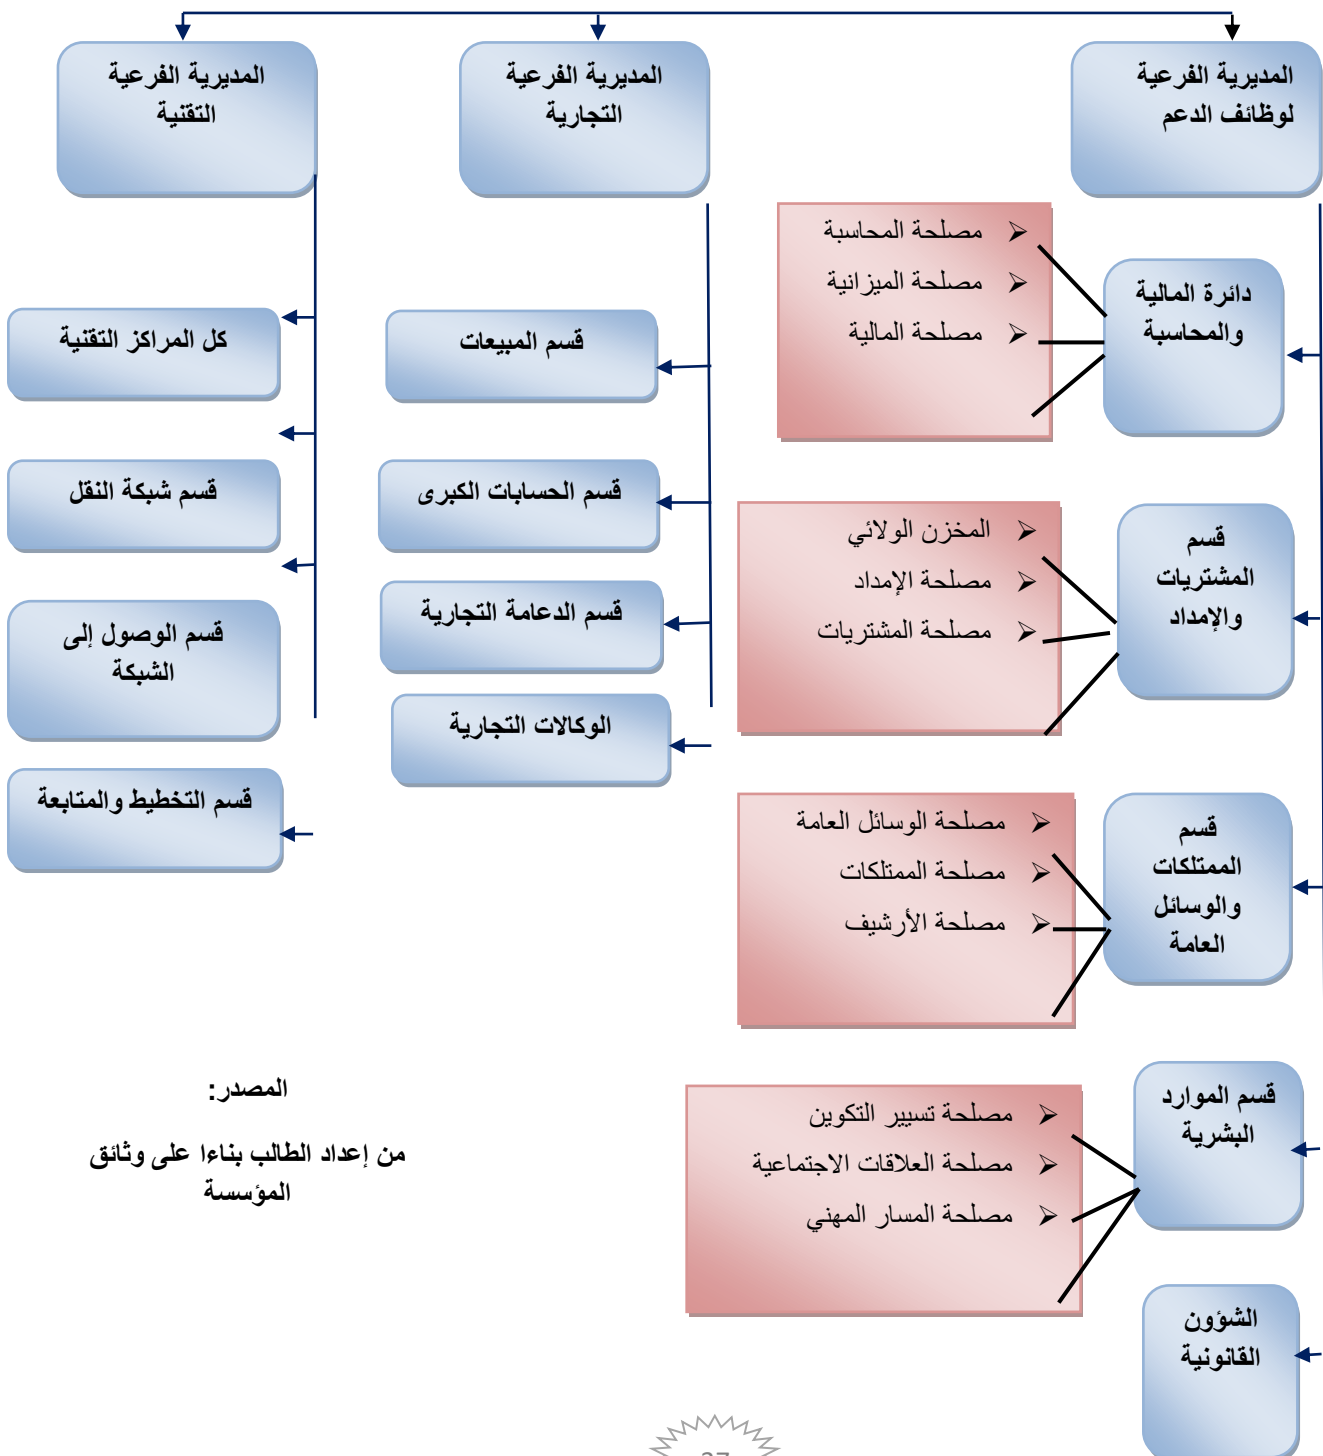 المديرية الفرعية
لوظائف الدعم
المديرية الفرعية
التجارية
المديرية الفرعية
التقنية
دائرة المالية
والمحاسبة
مصلحة المحاسبة
مصلحة الميزانية
مصلحة المالية
قسم
المشتريات
والإمداد
المخزن الولائي
مصلحة الإمداد
مصلحة المشتريات
قسم
الممتلكات
والوسائل
العامة
مصلحة الوسائل العامة
مصلحة الممتلكات
مصلحة الأرشيف
قسم الموارد
البشرية
مصلحة تسيير التكوين
مصلحة العلاقات الاجتماعية
مصلحة المسار المهني
الشؤون
القانونية
قسم المبيعات
قسم الحسابات الكبرى
قسم الدعامة التجارية
الوكالات التجارية
كل المراكز التقنية
قسم شبكة النقل
قسم الوصول إلى
الشبكة
قسم التخطيط والمتابعة
المصدر:
من إعداد الطالب بناءا على وثائق
المؤسسة